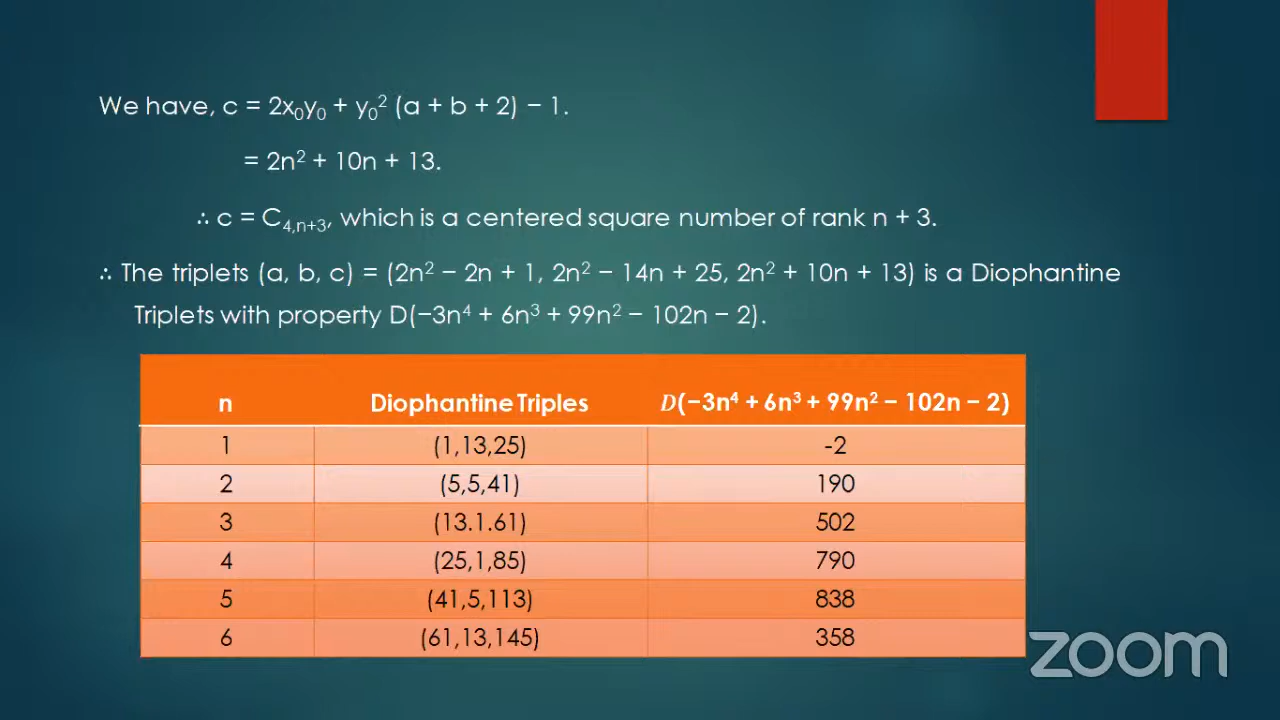 We have, c = 2x₀y₀ + y₀² (a + b + 2) − 1.
= 2n² + 10n + 13.
∴ c = C₄,ₙ₊₃, which is a centered square number of rank n + 3.
∴ The triplets (a, b, c) = (2n² − 2n + 1, 2n² − 14n + 25, 2n² + 10n + 13) is a Diophantine
Triplets with property D(−3n⁴ + 6n³ + 99n² − 102n − 2).
n Diophantine Triples D(−3n⁴ + 6n³ + 99n² − 102n − 2)
1 (1,13,25) -2
2 (5,5,41) 190
3 (13.1.61) 502
4 (25,1,85) 790
5 (41,5,113) 838
6 (61,13,145) 358
zoom